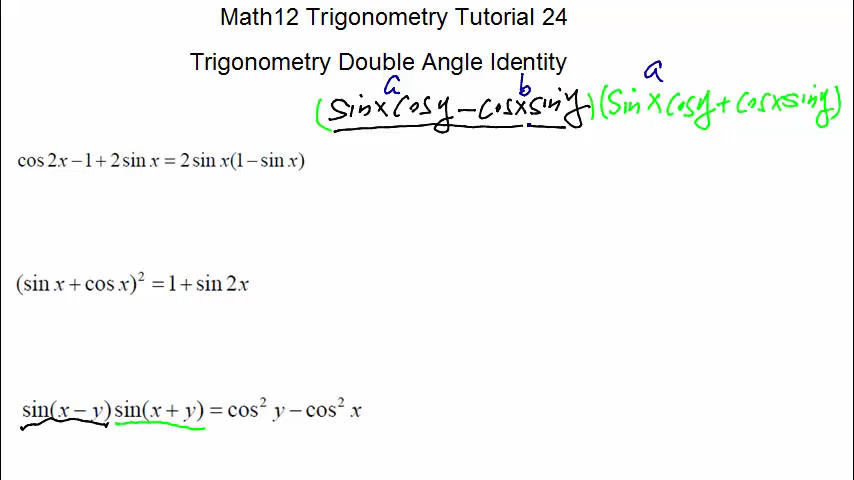 Math12 Trigonometry Tutorial 24
Trigonometry Double Angle Identity
a b a
(sinx cosy - cosx siny)(sinx cosy + cosx siny)
cos 2x − 1 + 2 sin x = 2 sin x(1 − sin x)
(sin x + cos x)² = 1 + sin 2x
sin(x − y) sin(x + y) = cos² y − cos² x